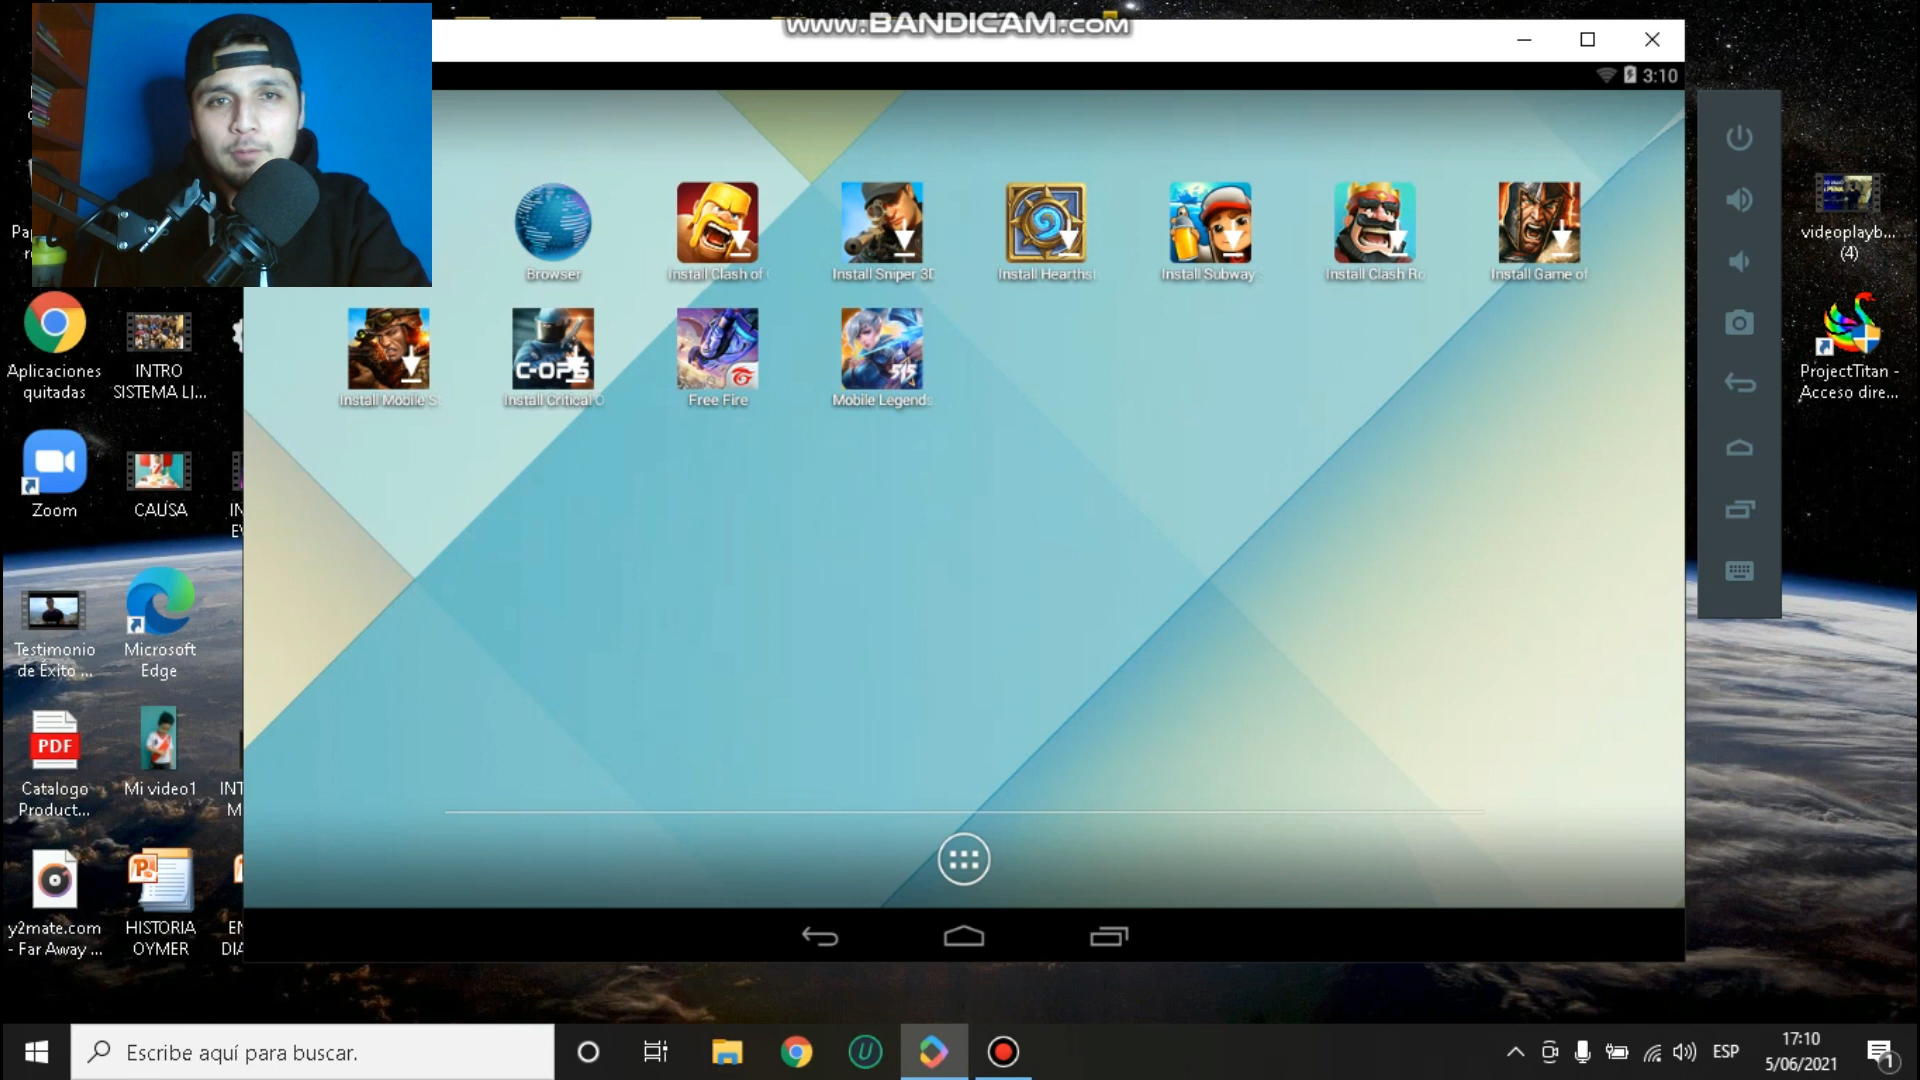 www.BANDICAM.com
3:10
Browser
Install Clash of
Install Sniper 3D
Install Hearthst
Install Subway
Install Clash Ro
Install Game of
Install Mobile S
C-OPS
Install Critical O
Free Fire
515
Mobile Legends
videoplayb...
(4)
ProjectTitan -
Acceso dire...
Aplicaciones
quitadas
INTRO
SISTEMA LI...
Zoom
CAUSA
Testimonio
de Éxito ...
Microsoft
Edge
PDF
Catalogo
Product...
Mi video1
y2mate.com
- Far Away ...
HISTORIA
OYMER
Escribe aquí para buscar.
ESP
17:10
5/06/2021
1